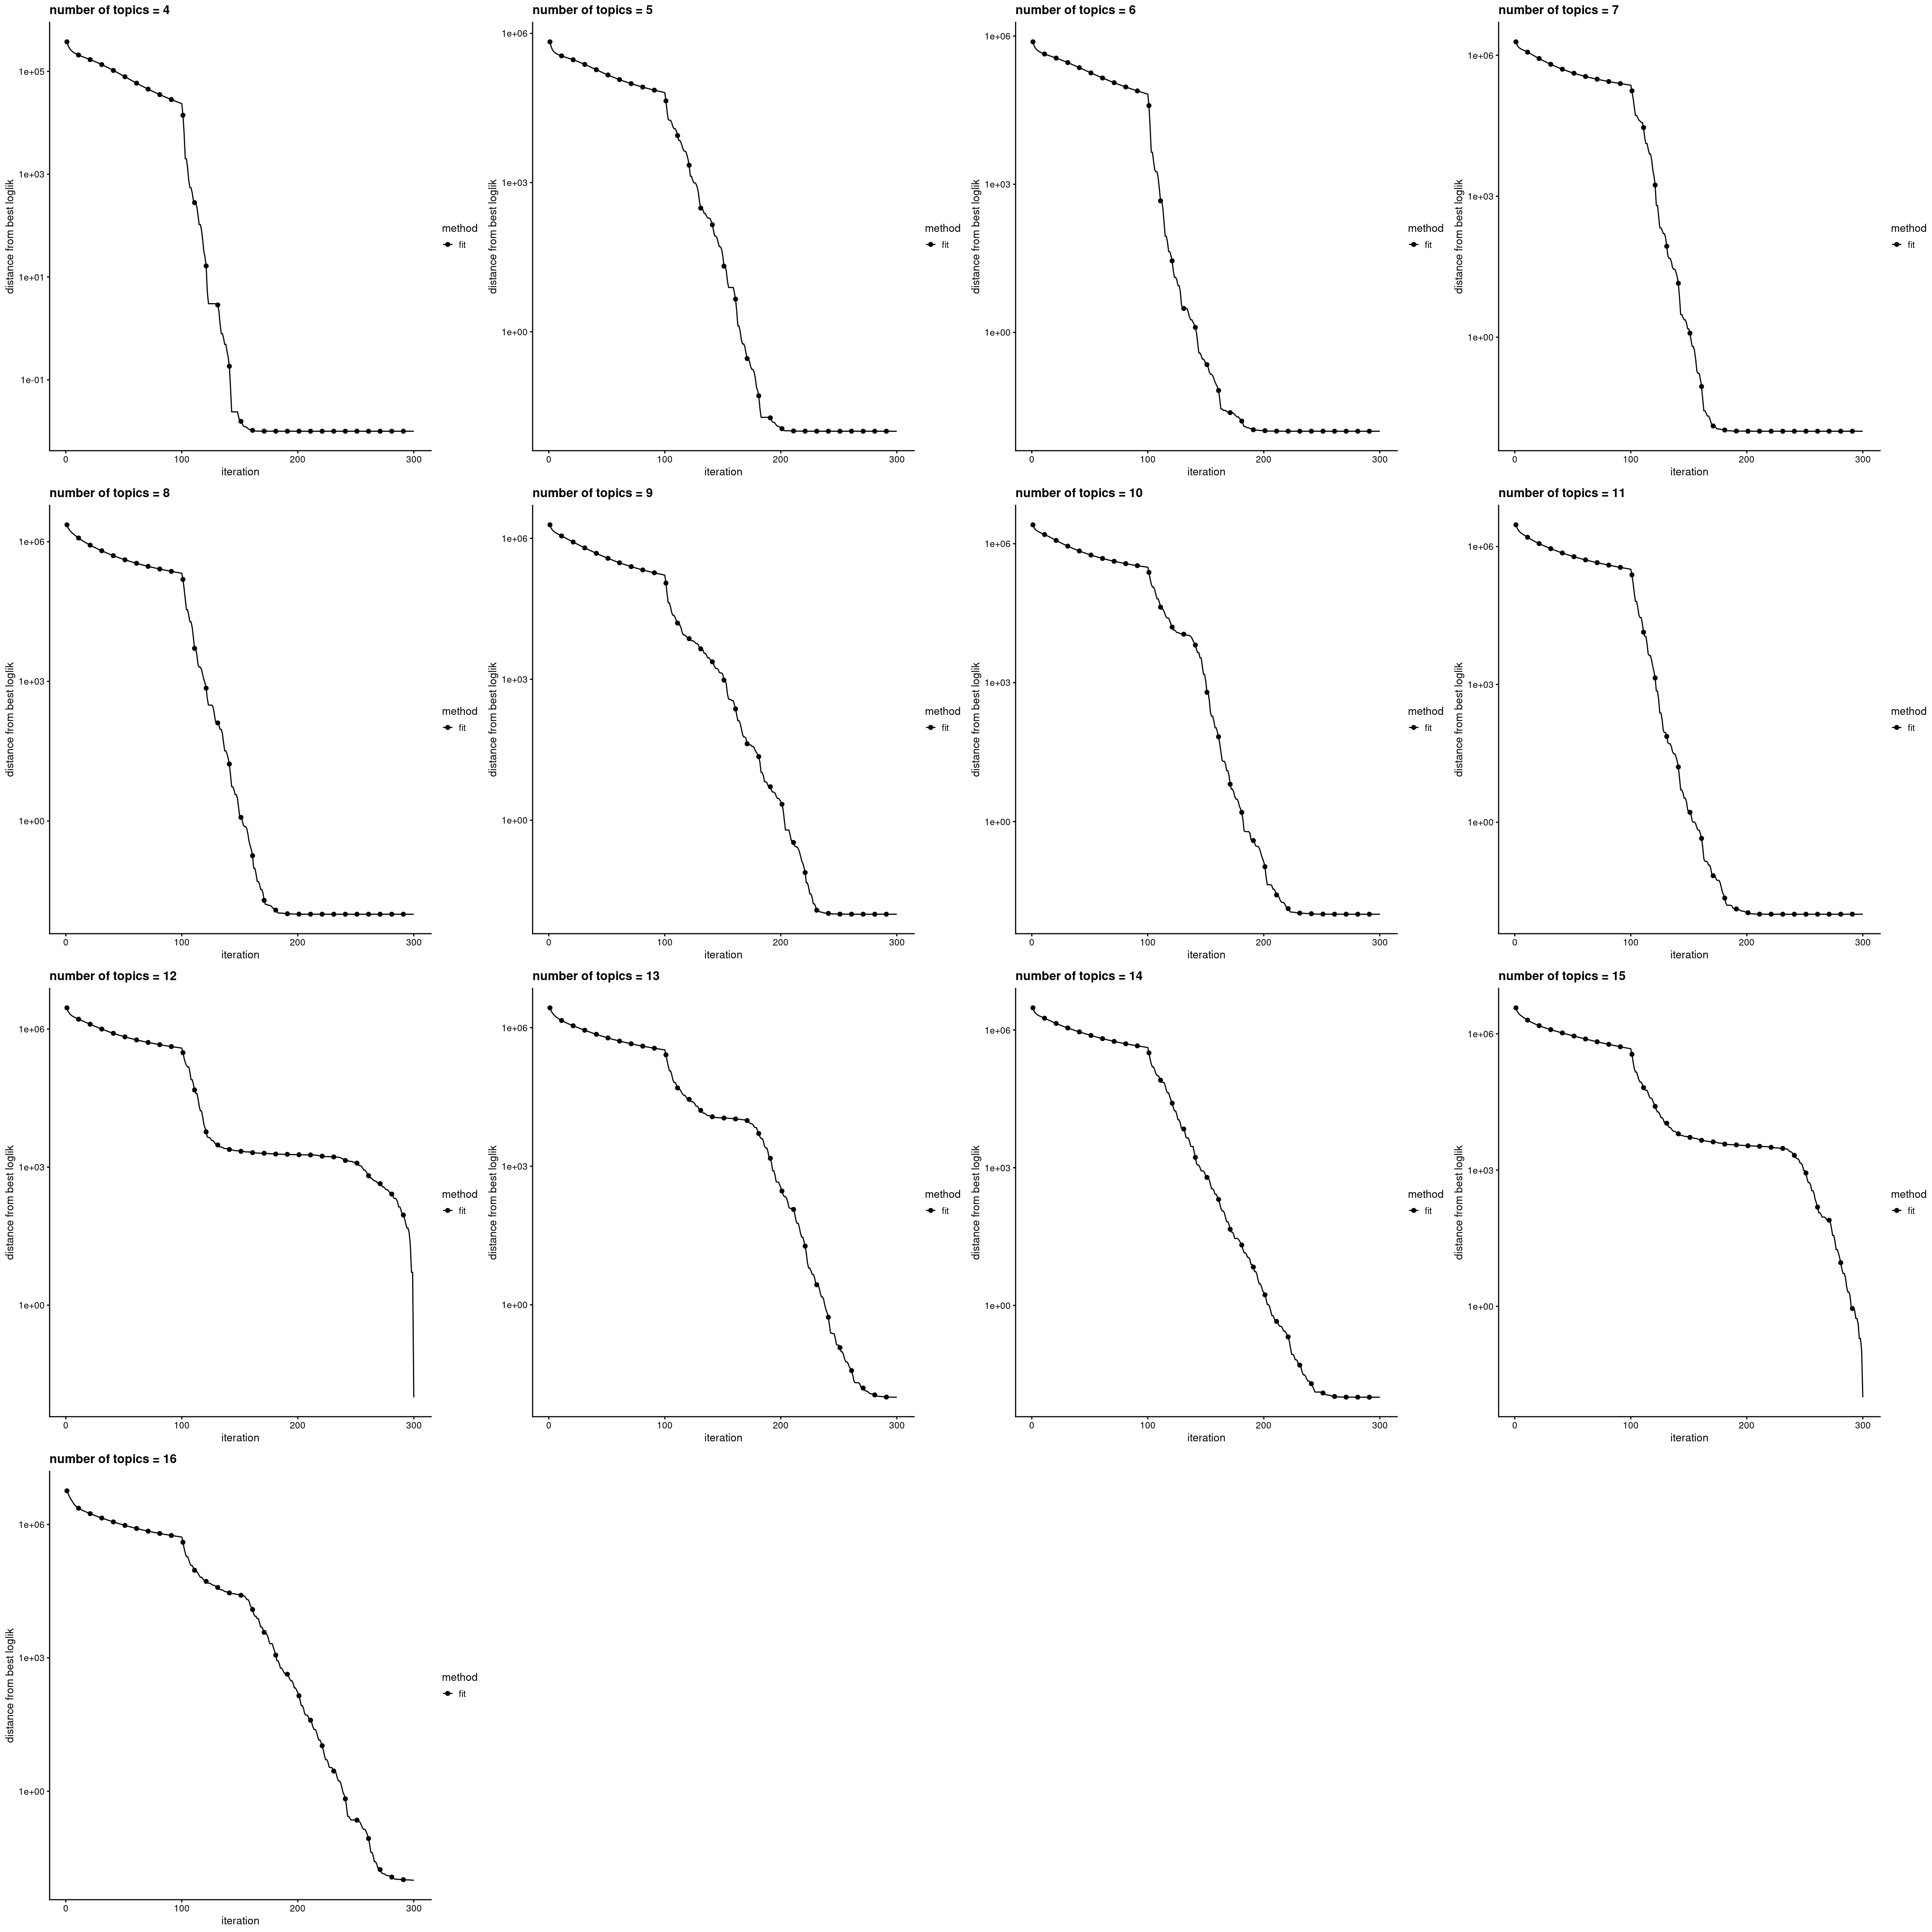 number of topics = 4
distance from best loglik
1e+05
1e+03
1e+01
1e-01
0
100
200
300
iteration
method
fit
number of topics = 5
distance from best loglik
1e+06
1e+03
1e+00
0
100
200
300
iteration
method
fit
number of topics = 6
distance from best loglik
1e+06
1e+03
1e+00
0
100
200
300
iteration
method
fit
number of topics = 7
distance from best loglik
1e+06
1e+03
1e+00
0
100
200
300
iteration
method
fit
number of topics = 8
distance from best loglik
1e+06
1e+03
1e+00
0
100
200
300
iteration
method
fit
number of topics = 9
distance from best loglik
1e+06
1e+03
1e+00
0
100
200
300
iteration
method
fit
number of topics = 10
distance from best loglik
1e+06
1e+03
1e+00
0
100
200
300
iteration
method
fit
number of topics = 11
distance from best loglik
1e+06
1e+03
1e+00
0
100
200
300
iteration
method
fit
number of topics = 12
distance from best loglik
1e+06
1e+03
1e+00
0
100
200
300
iteration
method
fit
number of topics = 13
distance from best loglik
1e+06
1e+03
1e+00
0
100
200
300
iteration
method
fit
number of topics = 14
distance from best loglik
1e+06
1e+03
1e+00
0
100
200
300
iteration
method
fit
number of topics = 15
distance from best loglik
1e+06
1e+03
1e+00
0
100
200
300
iteration
method
fit
number of topics = 16
distance from best loglik
1e+06
1e+03
1e+00
0
100
200
300
iteration
method
fit